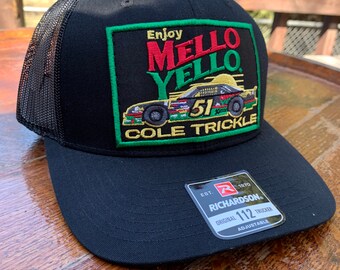 Enjoy
MELLO
YELLO.
51
COLE TRICKLE
EST 1970
R
RICHARDSON
ORIGINAL 112 TRUCKER
ADJUSTABLE